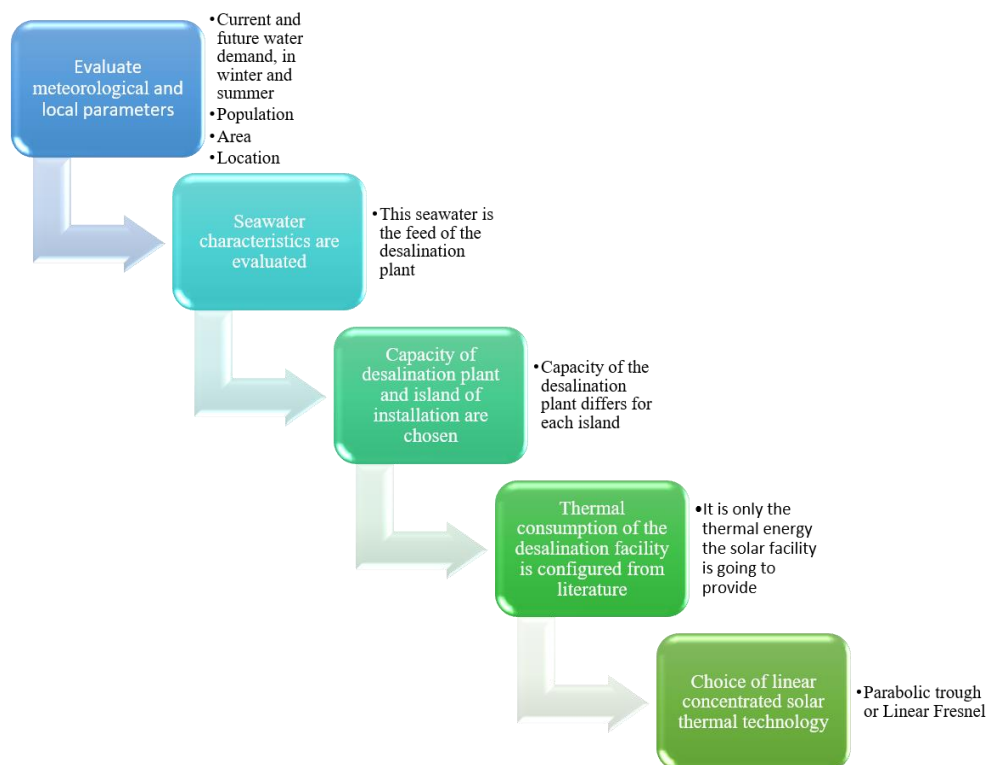 Evaluate
meteorological and
local parameters
•Current and
future water
demand, in
winter and
summer
•Population
•Area
•Location
Seawater
characteristics are
evaluated
•This seawater is
the feed of the
desalination
plant
Capacity of
desalination plant
and island of
installation are
chosen
•Capacity of the
desalination
plant differs for
each island
Thermal
consumption of the
desalination facility
is configured from
literature
•It is only the
thermal energy
the solar facility
is going to
provide
Choice of linear
concentrated solar
thermal technology
•Parabolic trough
or Linear Fresnel